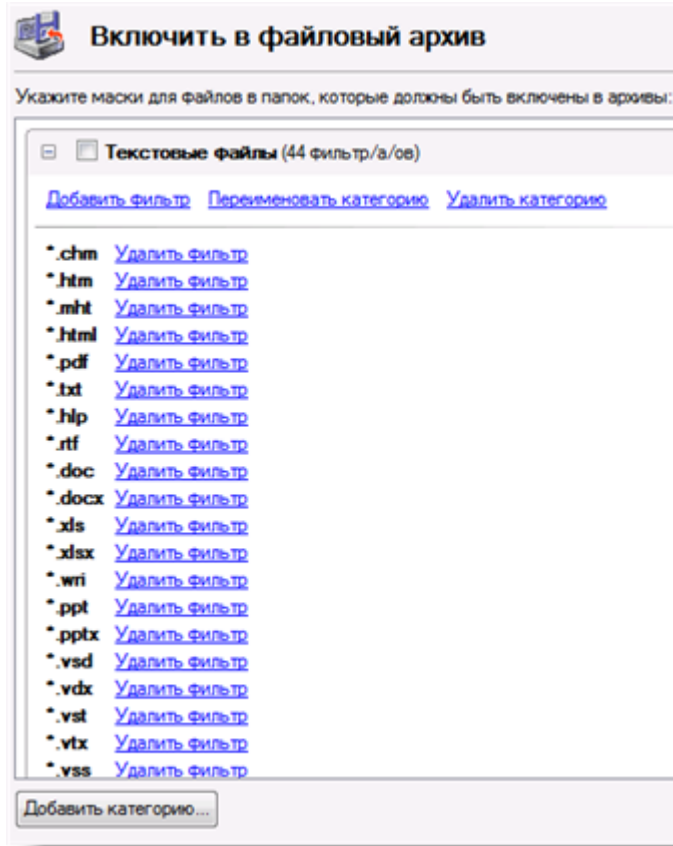 Включить в файловый архив
Укажите маски для файлов в папок, которые должны быть включены в архивы:
Текстовые файлы (44 фильтр/а/ов)
Добавить фильтр Переименовать категорию Удалить категорию
*.chm Удалить фильтр
*.htm Удалить фильтр
*.mht Удалить фильтр
*.html Удалить фильтр
*.pdf Удалить фильтр
*.txt Удалить фильтр
*.hlp Удалить фильтр
*.rtf Удалить фильтр
*.doc Удалить фильтр
*.docx Удалить фильтр
*.xls Удалить фильтр
*.xlsx Удалить фильтр
*.wri Удалить фильтр
*.ppt Удалить фильтр
*.pptx Удалить фильтр
*.vsd Удалить фильтр
*.vdx Удалить фильтр
*.vst Удалить фильтр
*.vtx Удалить фильтр
*.vss Удалить фильтр
Добавить категорию...